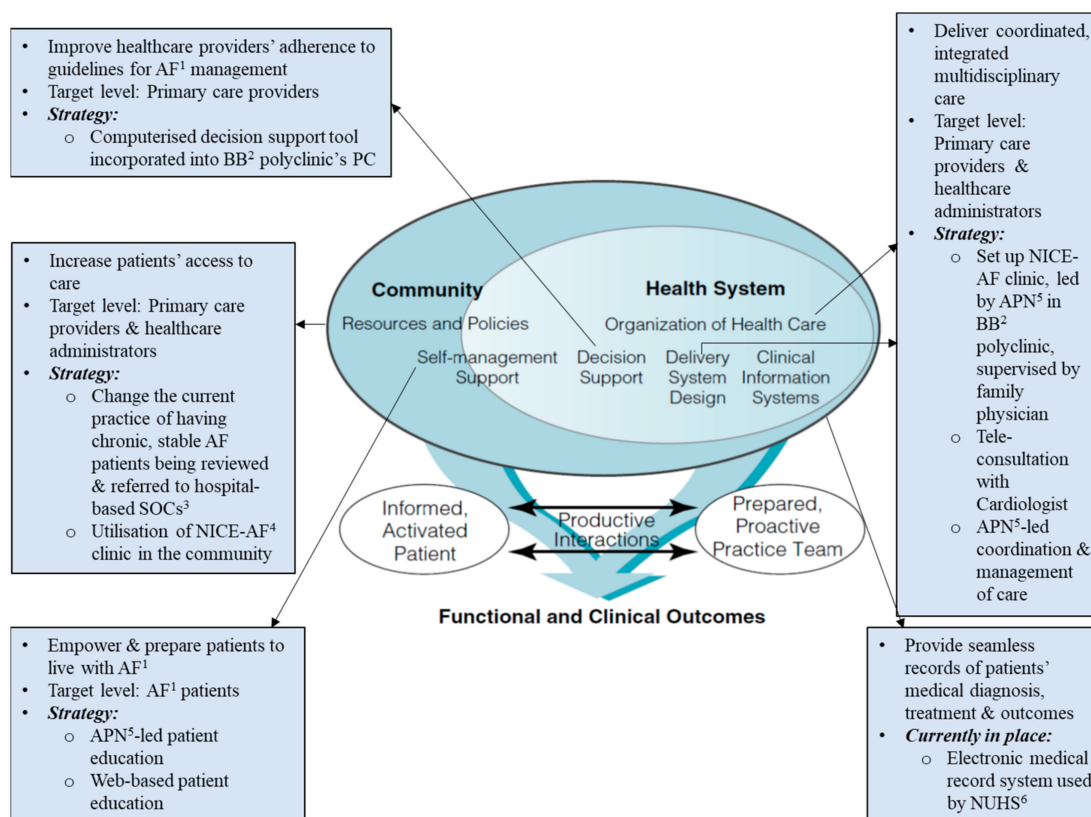 • Improve healthcare providers’ adherence to
guidelines for AF¹ management
• Target level: Primary care providers
• Strategy:
o Computerised decision support tool
incorporated into BB² polyclinic’s PC
• Increase patients’ access to
care
• Target level: Primary care
providers & healthcare
administrators
• Strategy:
o Change the current
practice of having
chronic, stable AF
patients being reviewed
& referred to hospital-
based SOCs³
o Utilisation of NICE-AF⁴
clinic in the community
• Empower & prepare patients to
live with AF¹
• Target level: AF¹ patients
• Strategy:
o APN⁵-led patient
education
o Web-based patient
education
Community
Resources and Policies
Self-management
Support
Health System
Organization of Health Care
Decision
Support
Delivery
System
Design
Clinical
Information
Systems
Informed,
Activated
Patient
Productive
Interactions
Prepared,
Proactive
Practice Team
Functional and Clinical Outcomes
• Deliver coordinated,
integrated
multidisciplinary
care
• Target level:
Primary care
providers &
healthcare
administrators
• Strategy:
o Set up NICE-
AF clinic, led
by APN⁵ in
BB²
polyclinic,
supervised by
family
physician
o Tele-
consultation
with
Cardiologist
o APN⁵-led
coordination &
management
of care
• Provide seamless
records of patients’
medical diagnosis,
treatment & outcomes
• Currently in place:
o Electronic medical
record system used
by NUHS⁶